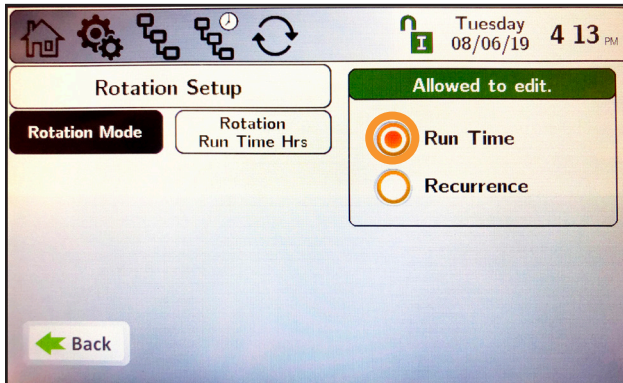 Tuesday
08/06/19
4 13 PM
I
Rotation Setup
Rotation Mode
Rotation
Run Time Hrs
Allowed to edit.
Run Time
Recurrence
Back